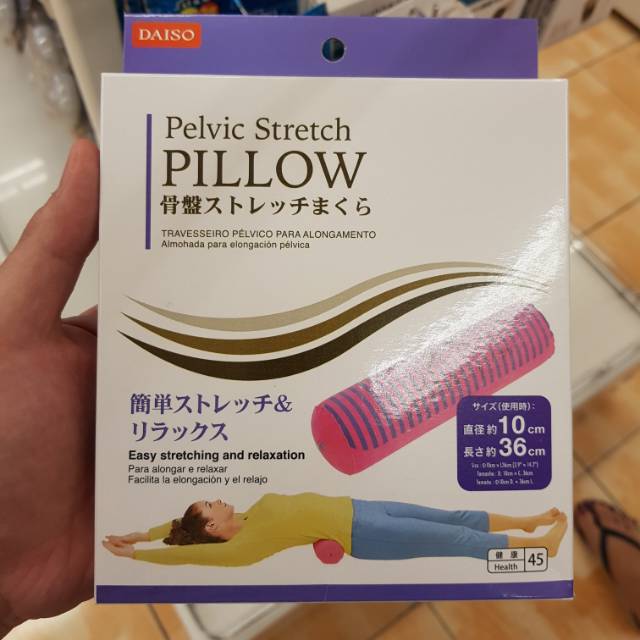 DAISO
Pelvic Stretch
PILLOW
骨盤ストレッチまくら
TRAVESSEIRO PÉLVICO PARA ALONGAMENTO
Almohada para elongación pélvica
簡単ストレッチ&
リラックス
Easy stretching and relaxation
Para alongar e relaxar
Facilita la elongación y el relajo
サイズ(使用時):
直径約10cm
長さ約36cm
健康
Health
45